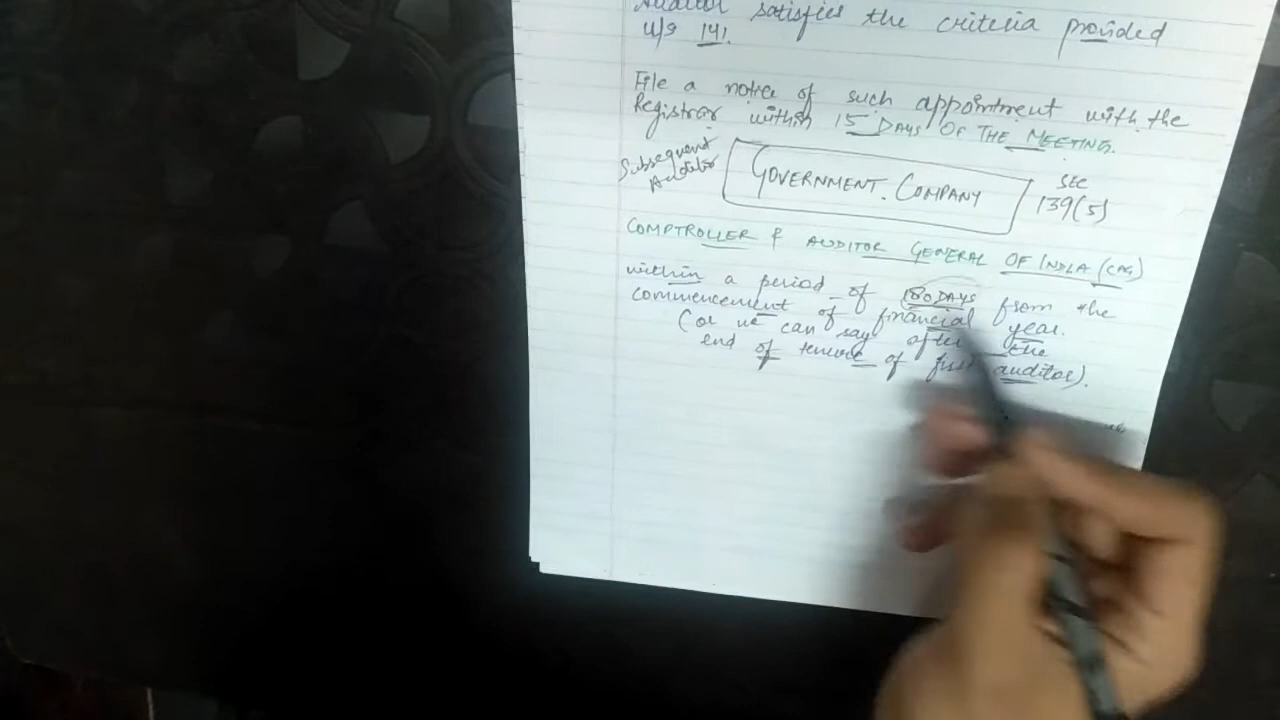 Auditor satisfies the criteria provided
u/s 141.
File a notice of such appointment with the
Registrar within 15 DAYS OF THE MEETING.
Subsequent
Auditor
GOVERNMENT COMPANY
SEC
139(5)
COMPTROLLER & AUDITOR GENERAL OF INDIA (CAG)
within a period of 180 DAYS from the
commencement of financial year.
(or we can say after the
end of tenure of first auditor).